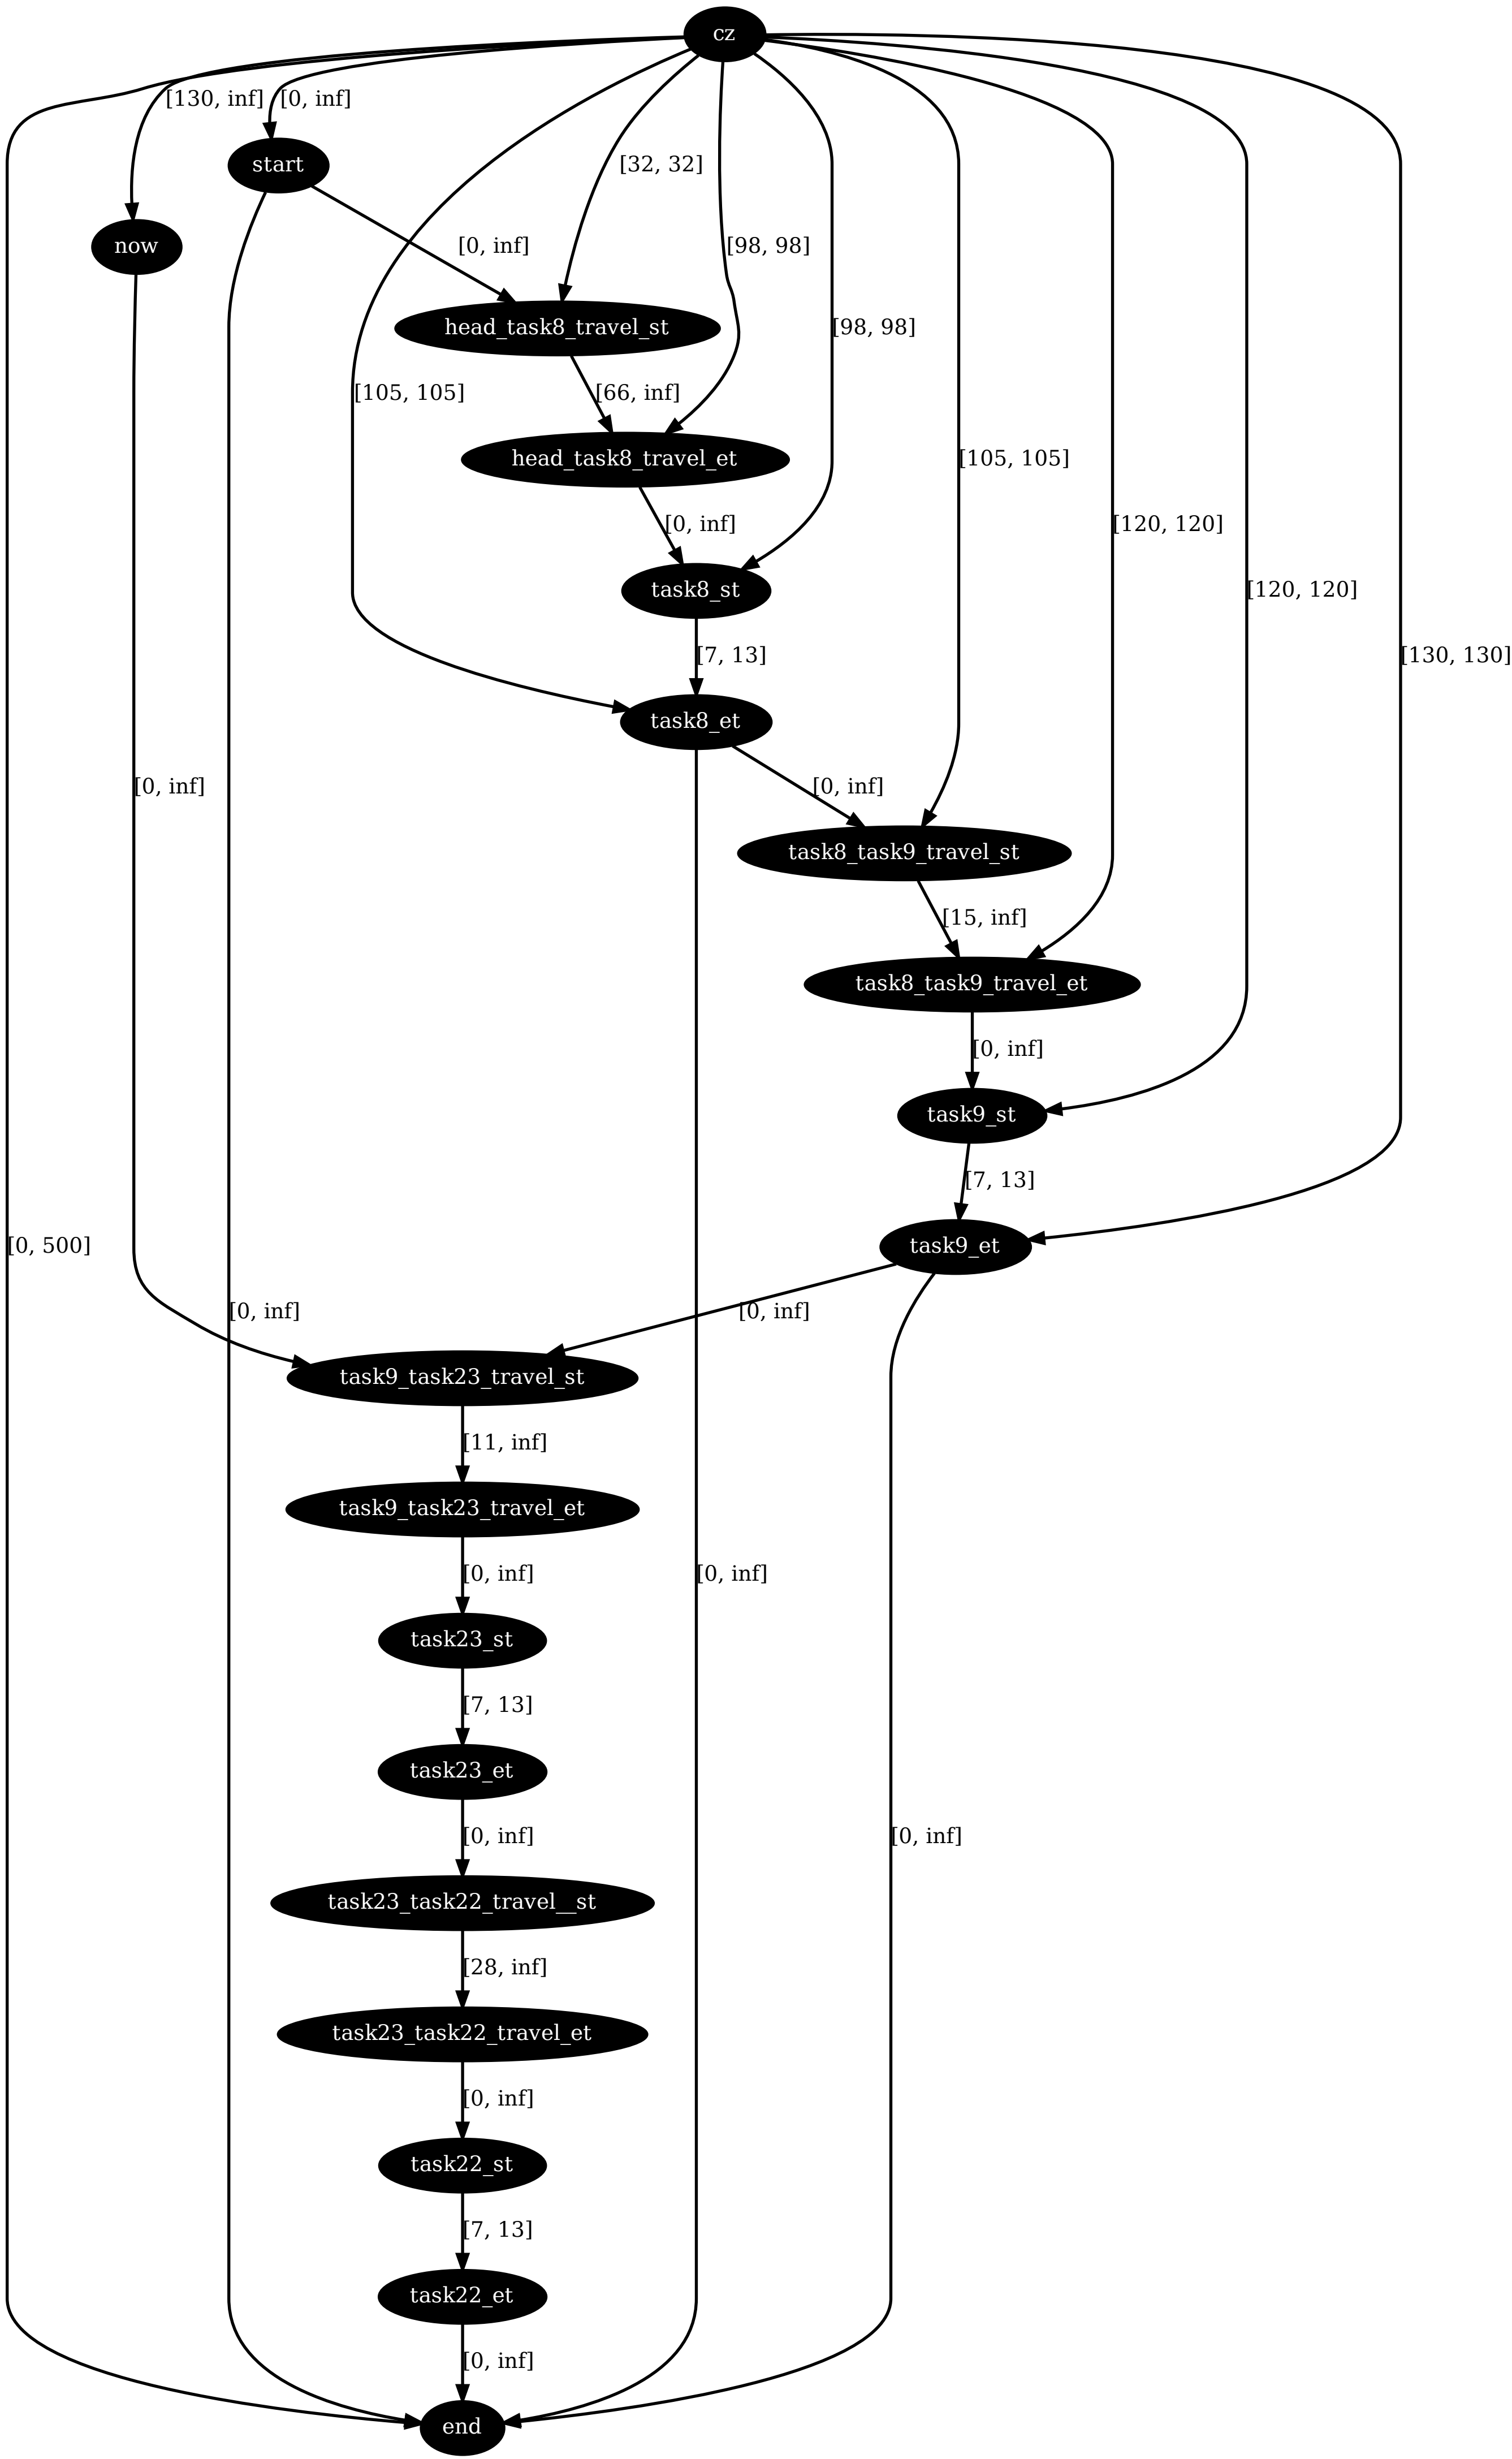 cz
[130, inf]
[0, inf]
start
[32, 32]
now
[0, inf]
[98, 98]
head_task8_travel_st
[98, 98]
[105, 105]
[66, inf]
head_task8_travel_et
[105, 105]
[0, inf]
[120, 120]
task8_st
[120, 120]
[7, 13]
[130, 130]
task8_et
[0, inf]
[0, inf]
task8_task9_travel_st
[15, inf]
task8_task9_travel_et
[0, inf]
task9_st
[7, 13]
[0, 500]
task9_et
[0, inf]
[0, inf]
task9_task23_travel_st
[11, inf]
task9_task23_travel_et
[0, inf]
[0, inf]
task23_st
[7, 13]
task23_et
[0, inf]
[0, inf]
task23_task22_travel__st
[28, inf]
task23_task22_travel_et
[0, inf]
task22_st
[7, 13]
task22_et
[0, inf]
end